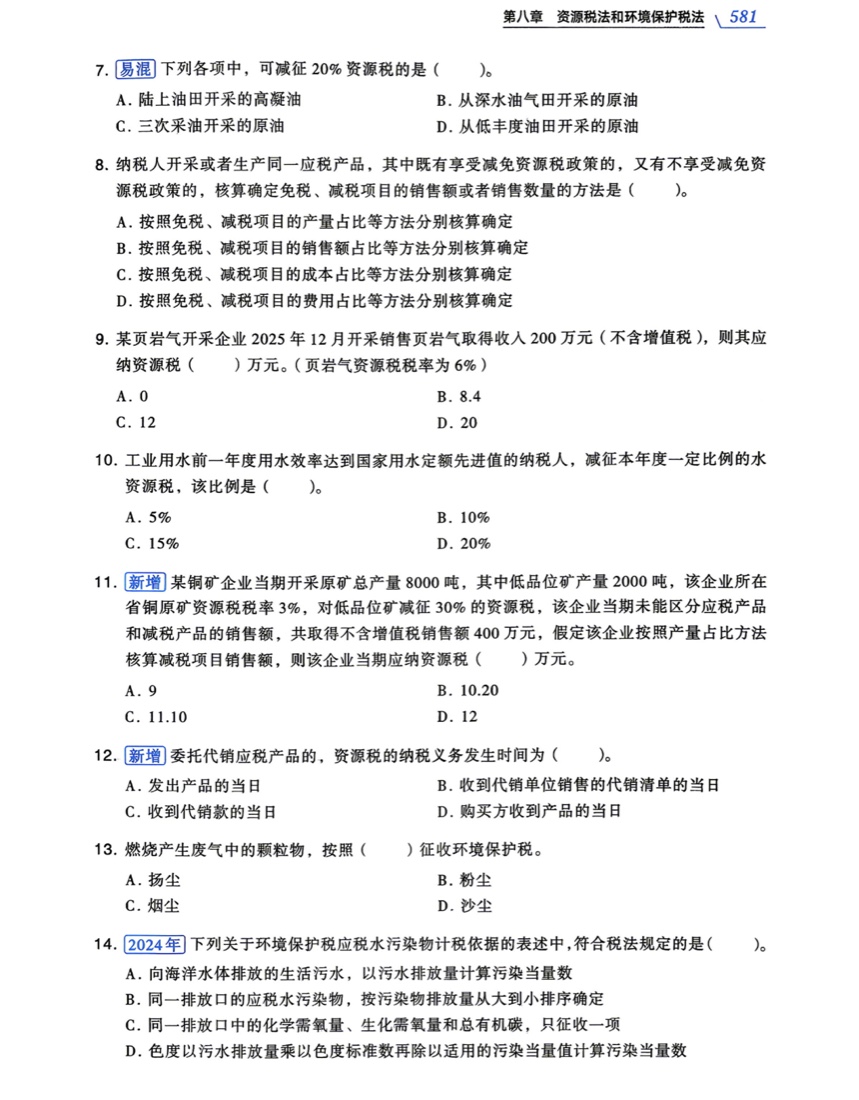 第八章 资源税法和环境保护税法 581
7. 易混 下列各项中，可减征 20% 资源税的是（ ）。
A. 陆上油田开采的高凝油 B. 从深水油气田开采的原油
C. 三次采油开采的原油 D. 从低丰度油田开采的原油
8. 纳税人开采或者生产同一应税产品，其中既有享受减免资源税政策的，又有不享受减免资
源税政策的，核算确定免税、减税项目的销售额或者销售数量的方法是（ ）。
A. 按照免税、减税项目的产量占比等方法分别核算确定
B. 按照免税、减税项目的销售额占比等方法分别核算确定
C. 按照免税、减税项目的成本占比等方法分别核算确定
D. 按照免税、减税项目的费用占比等方法分别核算确定
9. 某页岩气开采企业 2025 年 12 月开采销售页岩气取得收入 200 万元（不含增值税），则其应
纳资源税（ ）万元。（页岩气资源税税率为 6%）
A. 0 B. 8.4
C. 12 D. 20
10. 工业用水前一年度用水效率达到国家用水定额先进值的纳税人，减征本年度一定比例的水
资源税，该比例是（ ）。
A. 5% B. 10%
C. 15% D. 20%
11. 新增 某铜矿企业当期开采原矿总产量 8000 吨，其中低品位矿产量 2000 吨，该企业所在
省铜原矿资源税税率 3%，对低品位矿减征 30% 的资源税，该企业当期未能区分应税产品
和减税产品的销售额，共取得不含增值税销售额 400 万元，假定该企业按照产量占比方法
核算减税项目销售额，则该企业当期应纳资源税（ ）万元。
A. 9 B. 10.20
C. 11.10 D. 12
12. 新增 委托代销应税产品的，资源税的纳税义务发生时间为（ ）。
A. 发出产品的当日 B. 收到代销单位销售的代销清单的当日
C. 收到代销款的当日 D. 购买方收到产品的当日
13. 燃烧产生废气中的颗粒物，按照（ ）征收环境保护税。
A. 扬尘 B. 粉尘
C. 烟尘 D. 沙尘
14. 2024年 下列关于环境保护税应税水污染物计税依据的表述中，符合税法规定的是（ ）。
A. 向海洋水体排放的生活污水，以污水排放量计算污染当量数
B. 同一排放口的应税水污染物，按污染物排放量从大到小排序确定
C. 同一排放口中的化学需氧量、生化需氧量和总有机碳，只征收一项
D. 色度以污水排放量乘以色度标准数再除以适用的污染当量值计算污染当量数